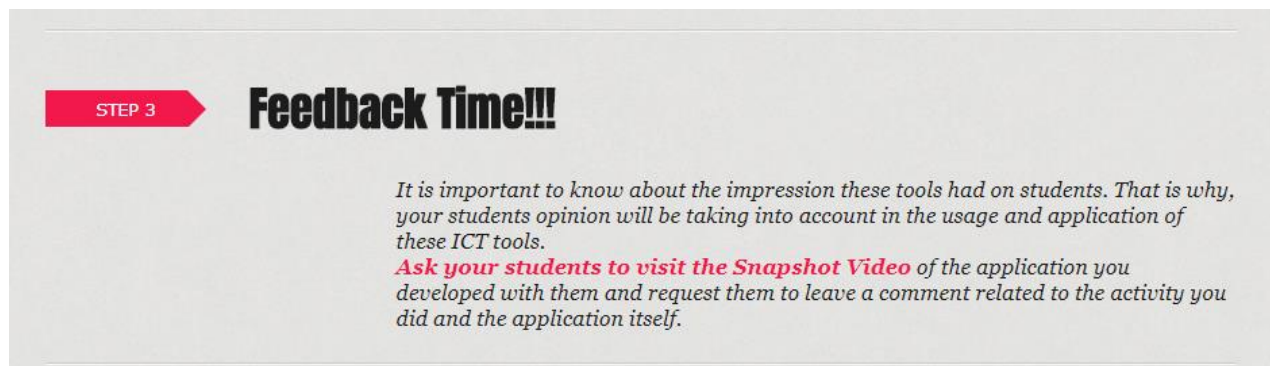 STEP 3
Feedback Time!!!
It is important to know about the impression these tools had on students. That is why,
your students opinion will be taking into account in the usage and application of
these ICT tools.
Ask your students to visit the Snapshot Video of the application you
developed with them and request them to leave a comment related to the activity you
did and the application itself.